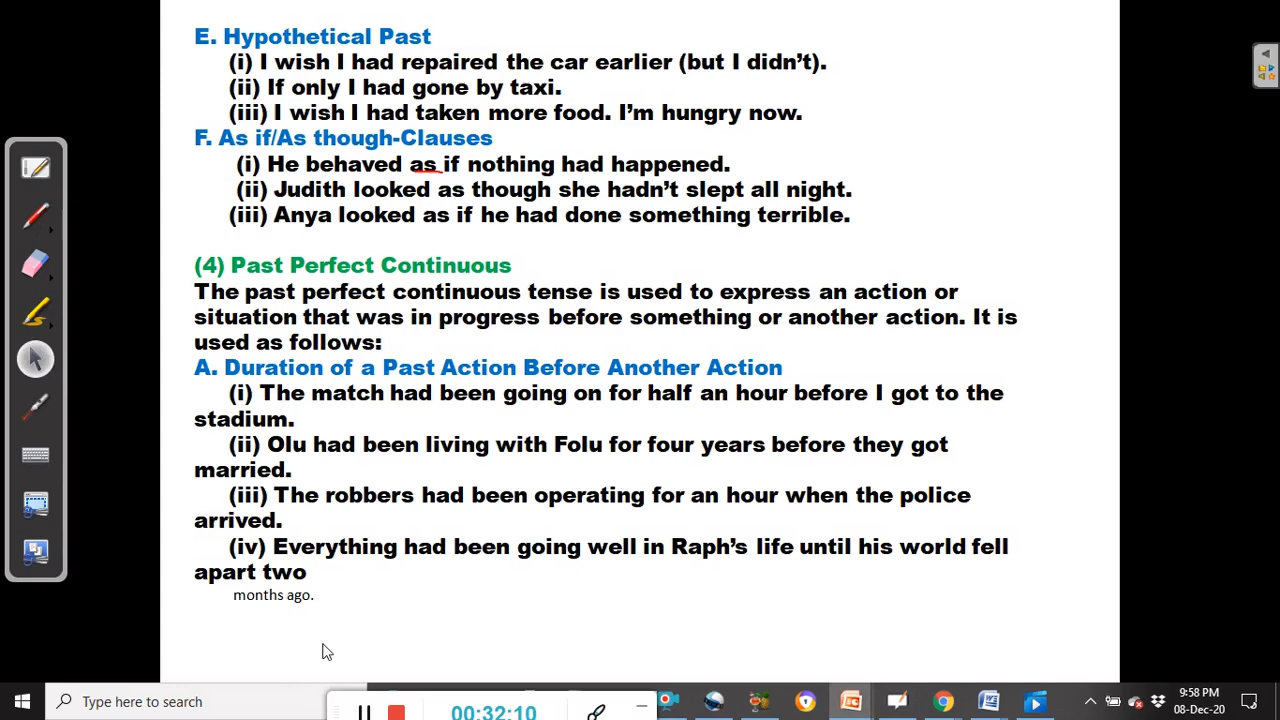 E. Hypothetical Past
(i) I wish I had repaired the car earlier (but I didn’t).
(ii) If only I had gone by taxi.
(iii) I wish I had taken more food. I’m hungry now.
F. As if/As though-Clauses
(i) He behaved as if nothing had happened.
(ii) Judith looked as though she hadn’t slept all night.
(iii) Anya looked as if he had done something terrible.
(4) Past Perfect Continuous
The past perfect continuous tense is used to express an action or
situation that was in progress before something or another action. It is
used as follows:
A. Duration of a Past Action Before Another Action
(i) The match had been going on for half an hour before I got to the
stadium.
(ii) Olu had been living with Folu for four years before they got
married.
(iii) The robbers had been operating for an hour when the police
arrived.
(iv) Everything had been going well in Raph’s life until his world fell
apart two
months ago.
Type here to search
00:32:10
9:58 PM
08-Dec-20